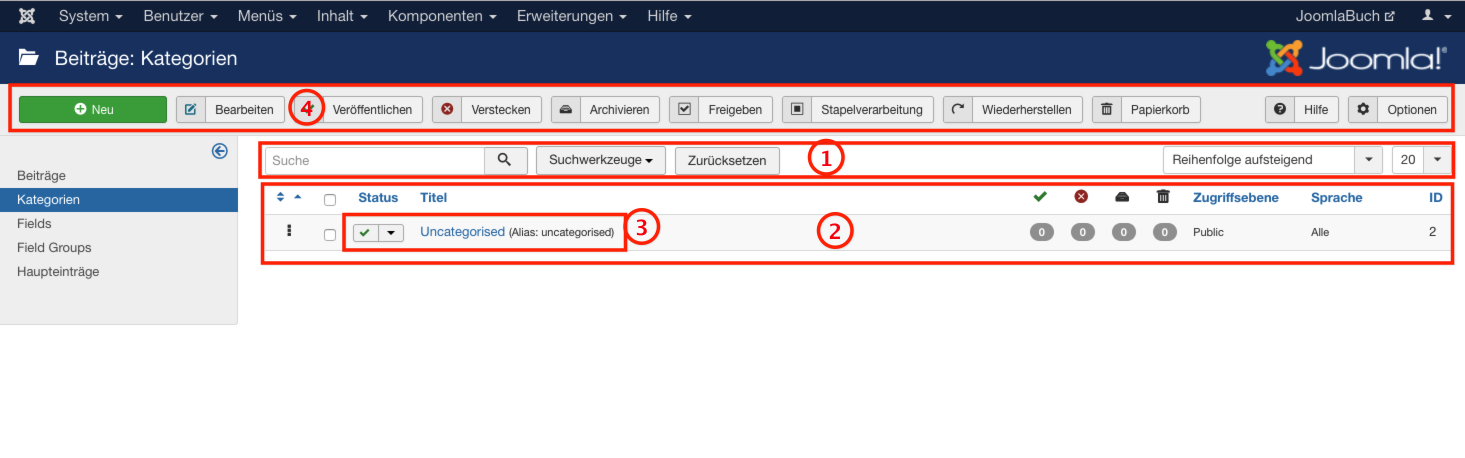 System Benutzer Menüs Inhalt Komponenten Erweiterungen Hilfe JoomlaBuch
Beiträge: Kategorien Joomla!®
Neu Bearbeiten 4 Veröffentlichen Verstecken Archivieren Freigeben Stapelverarbeitung Wiederherstellen Papierkorb Hilfe Optionen
Suche Suchwerkzeuge Zurücksetzen 1 Reihenfolge aufsteigend 20
Beiträge
Kategorien
Fields
Field Groups
Haupteinträge
Status Titel Zugriffsebene Sprache ID
Uncategorised (Alias: uncategorised) 3 2 0 0 0 0 Public Alle 2